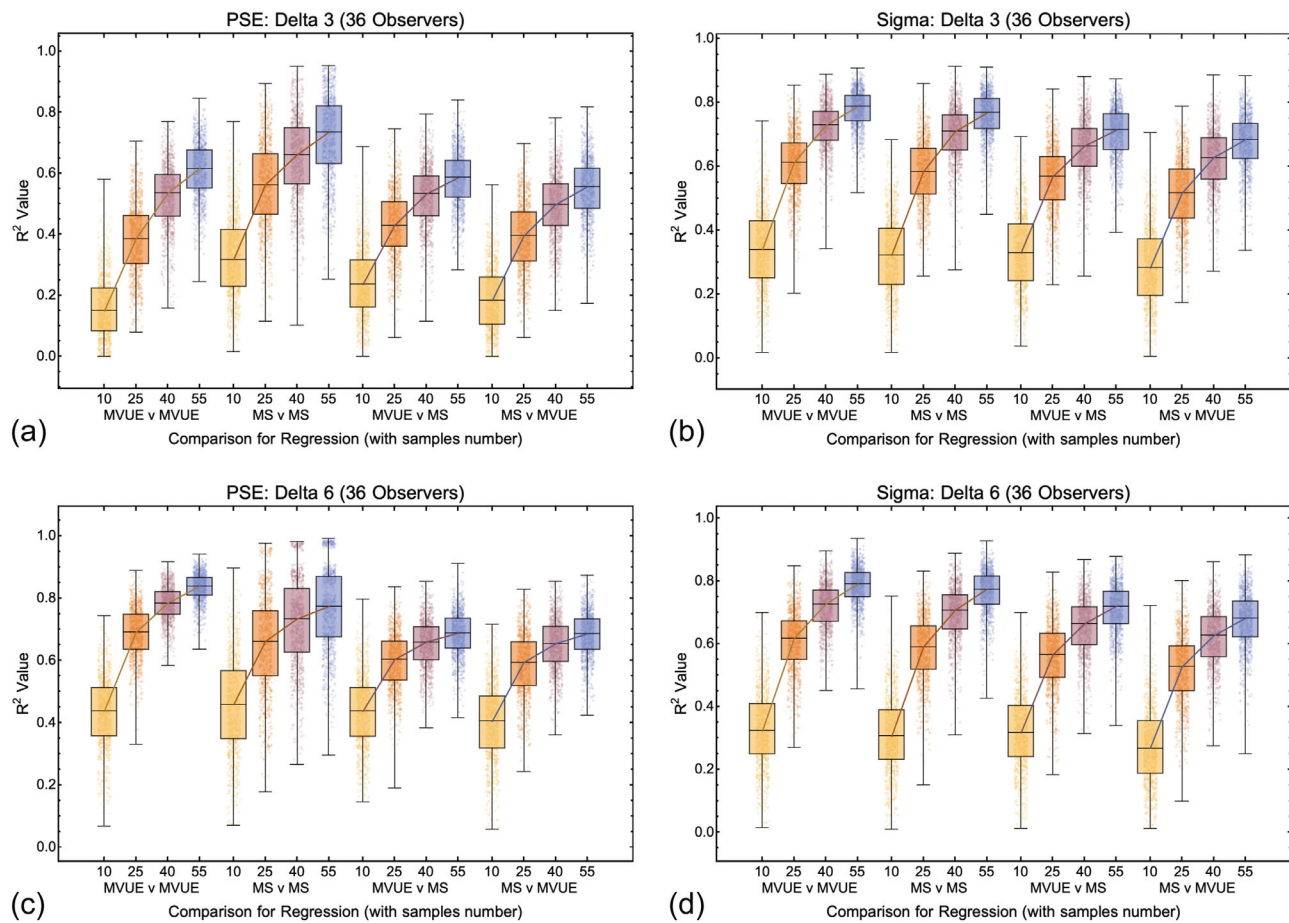 PSE: Delta 3 (36 Observers)
1.0
0.8
0.6
0.4
0.2
0.0
R² Value
10 25 40 55 10 25 40 55 10 25 40 55 10 25 40 55
MVUE v MVUE MS v MS MVUE v MS MS v MVUE
Comparison for Regression (with samples number)
(a)
Sigma: Delta 3 (36 Observers)
1.0
0.8
0.6
0.4
0.2
0.0
R² Value
10 25 40 55 10 25 40 55 10 25 40 55 10 25 40 55
MVUE v MVUE MS v MS MVUE v MS MS v MVUE
Comparison for Regression (with samples number)
(b)
PSE: Delta 6 (36 Observers)
1.0
0.8
0.6
0.4
0.2
0.0
R² Value
10 25 40 55 10 25 40 55 10 25 40 55 10 25 40 55
MVUE v MVUE MS v MS MVUE v MS MS v MVUE
Comparison for Regression (with samples number)
(c)
Sigma: Delta 6 (36 Observers)
1.0
0.8
0.6
0.4
0.2
0.0
R² Value
10 25 40 55 10 25 40 55 10 25 40 55 10 25 40 55
MVUE v MVUE MS v MS MVUE v MS MS v MVUE
Comparison for Regression (with samples number)
(d)